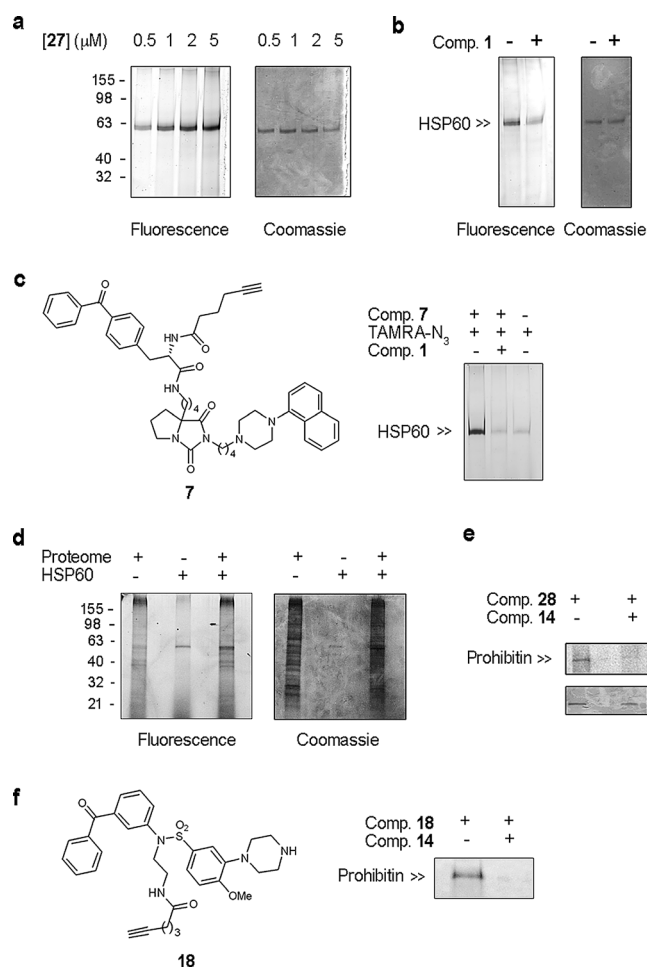 a
[27] (μM) 0.5 1 2 5 0.5 1 2 5
155 -
98 -
63 -
40 -
32 -
Fluorescence Coomassie
b
Comp. 1 - + - +
HSP60 >>
Fluorescence Coomassie
c
O
HN O
O
HN
( )4
O
N N
O
( )4
N N
7
Comp. 7 + + -
TAMRA-N3 + + +
Comp. 1 - + -
HSP60 >>
d
Proteome + - + + - +
HSP60 - + + - + +
155 -
98 -
63 -
40 -
32 -
21 -
Fluorescence Coomassie
e
Comp. 28 + +
Comp. 14 - +
Prohibitin >>
f
O
N S O2
N NH
OMe
HN O
( )3
18
Comp. 18 + +
Comp. 14 - +
Prohibitin >>